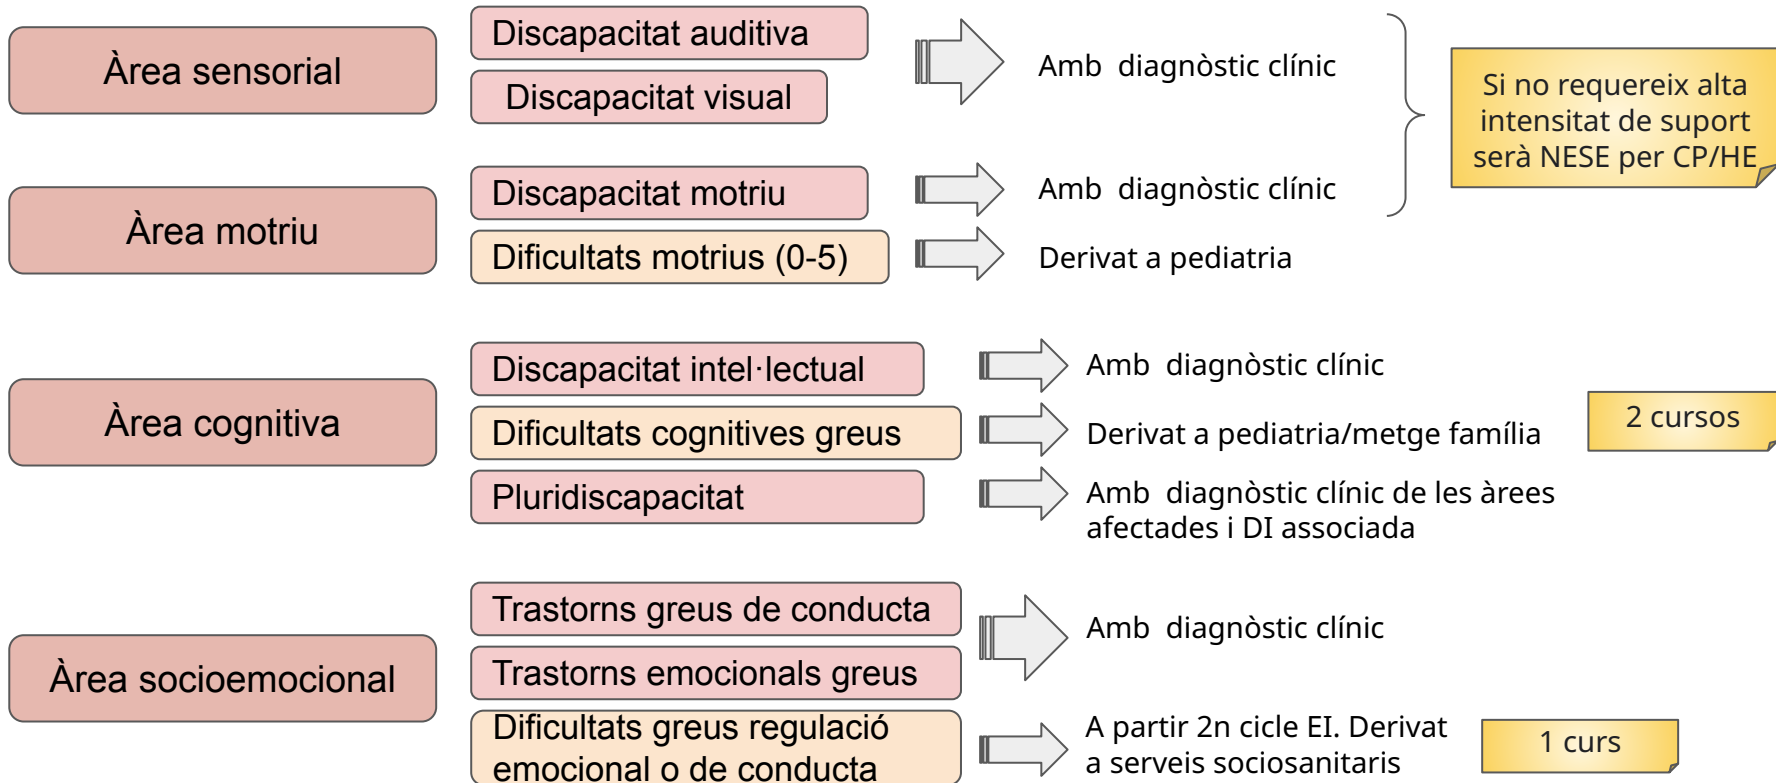 Àrea sensorial
Discapacitat auditiva
Discapacitat visual
Amb diagnòstic clínic
Si no requereix alta
intensitat de suport
serà NESE per CP/HE
Àrea motriu
Discapacitat motriu
Amb diagnòstic clínic
Dificultats motrius (0-5)
Derivat a pediatria
Àrea cognitiva
Discapacitat intel·lectual
Amb diagnòstic clínic
Dificultats cognitives greus
Derivat a pediatria/metge família
2 cursos
Pluridiscapacitat
Amb diagnòstic clínic de les àrees
afectades i DI associada
Àrea socioemocional
Trastorns greus de conducta
Trastorns emocionals greus
Amb diagnòstic clínic
Dificultats greus regulació
emocional o de conducta
A partir 2n cicle EI. Derivat
a serveis sociosanitaris
1 curs